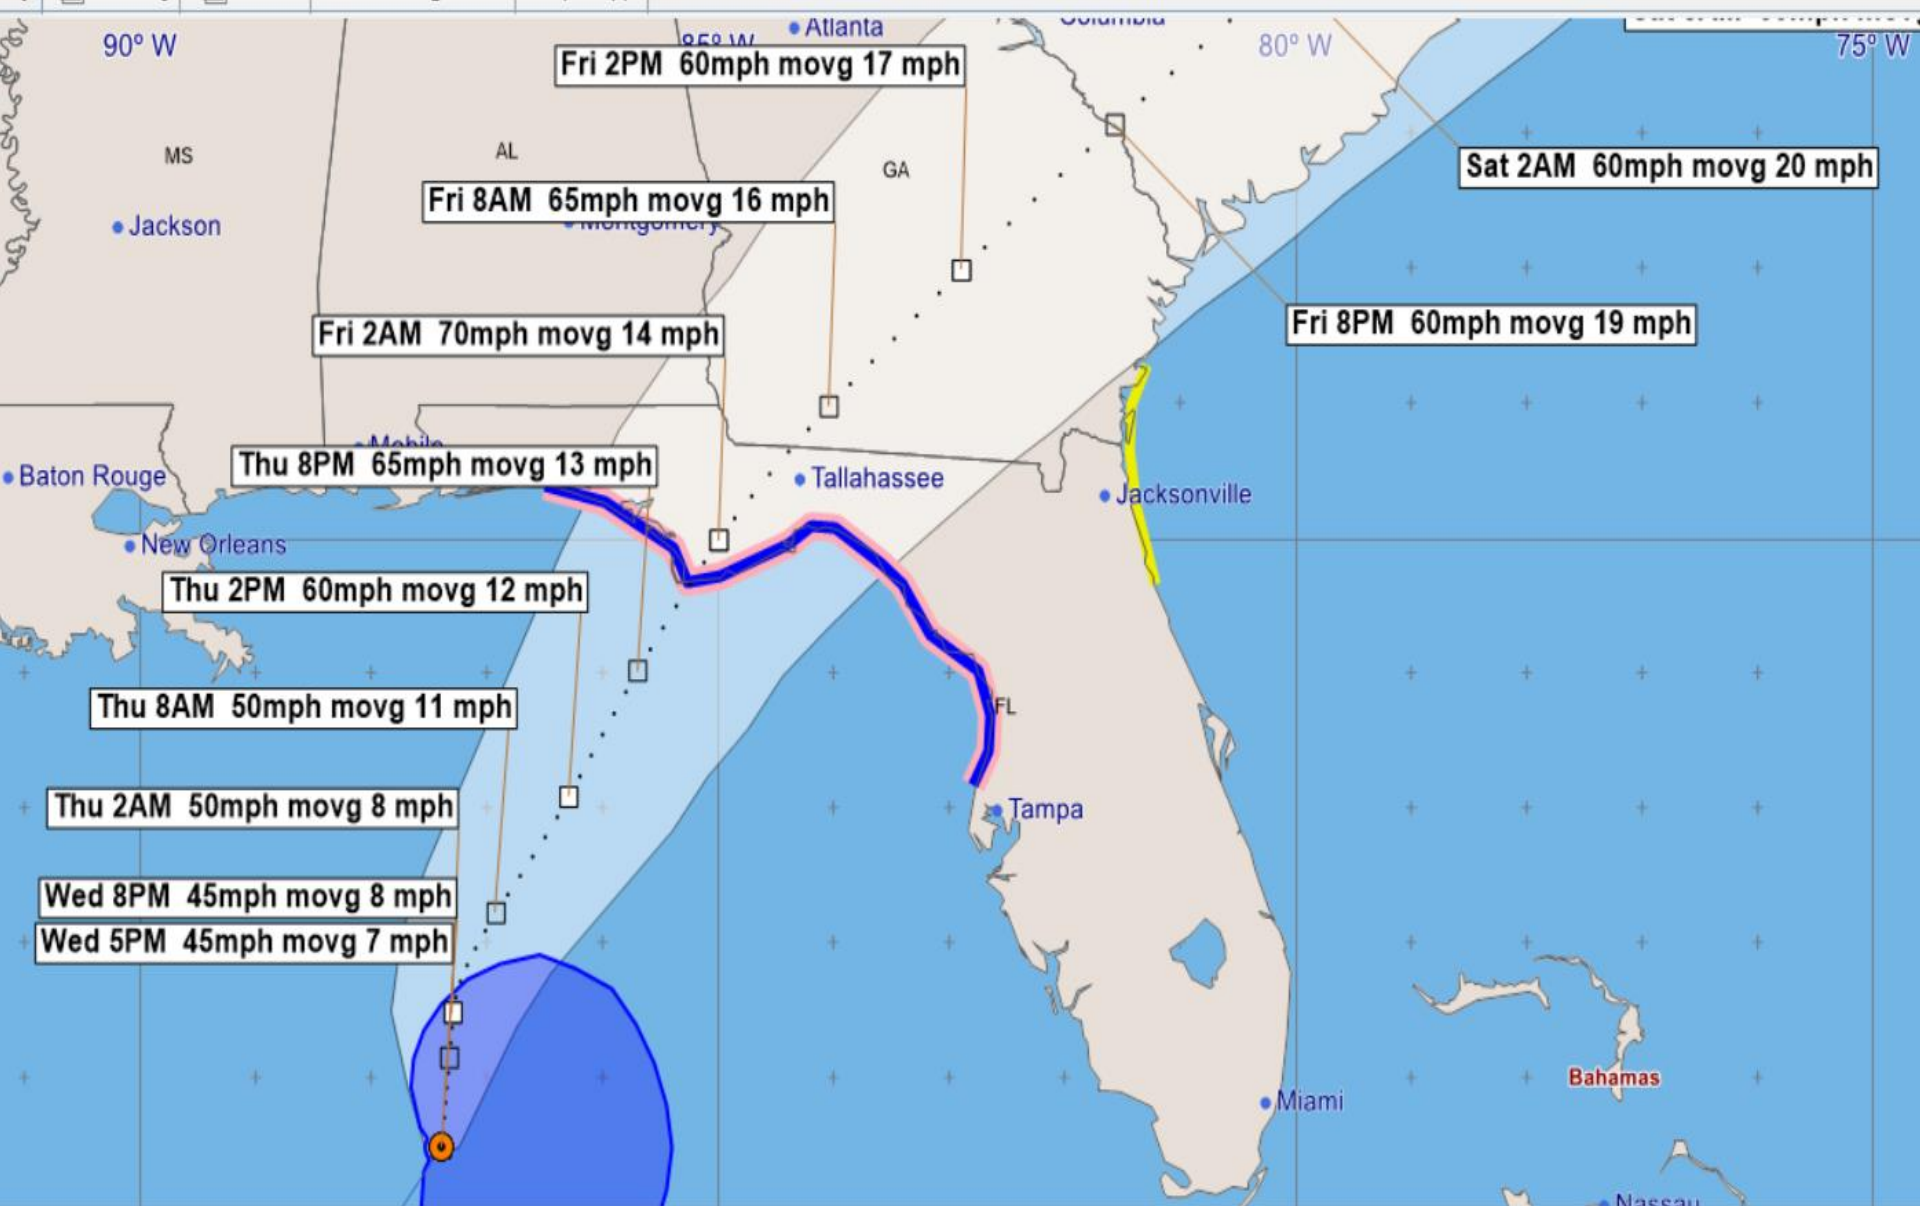 Columbia
90° W
85° W
Atlanta
80° W
75° W
Fri 2PM 60mph movg 17 mph
MS
AL
GA
Sat 2AM 60mph movg 20 mph
Fri 8AM 65mph movg 16 mph
Jackson
Montgomery
Fri 2AM 70mph movg 14 mph
Fri 8PM 60mph movg 19 mph
Mobile
Thu 8PM 65mph movg 13 mph
Baton Rouge
Tallahassee
Jacksonville
New Orleans
Thu 2PM 60mph movg 12 mph
Thu 8AM 50mph movg 11 mph
FL
Thu 2AM 50mph movg 8 mph
Tampa
Wed 8PM 45mph movg 8 mph
Wed 5PM 45mph movg 7 mph
Bahamas
Miami
Nassau